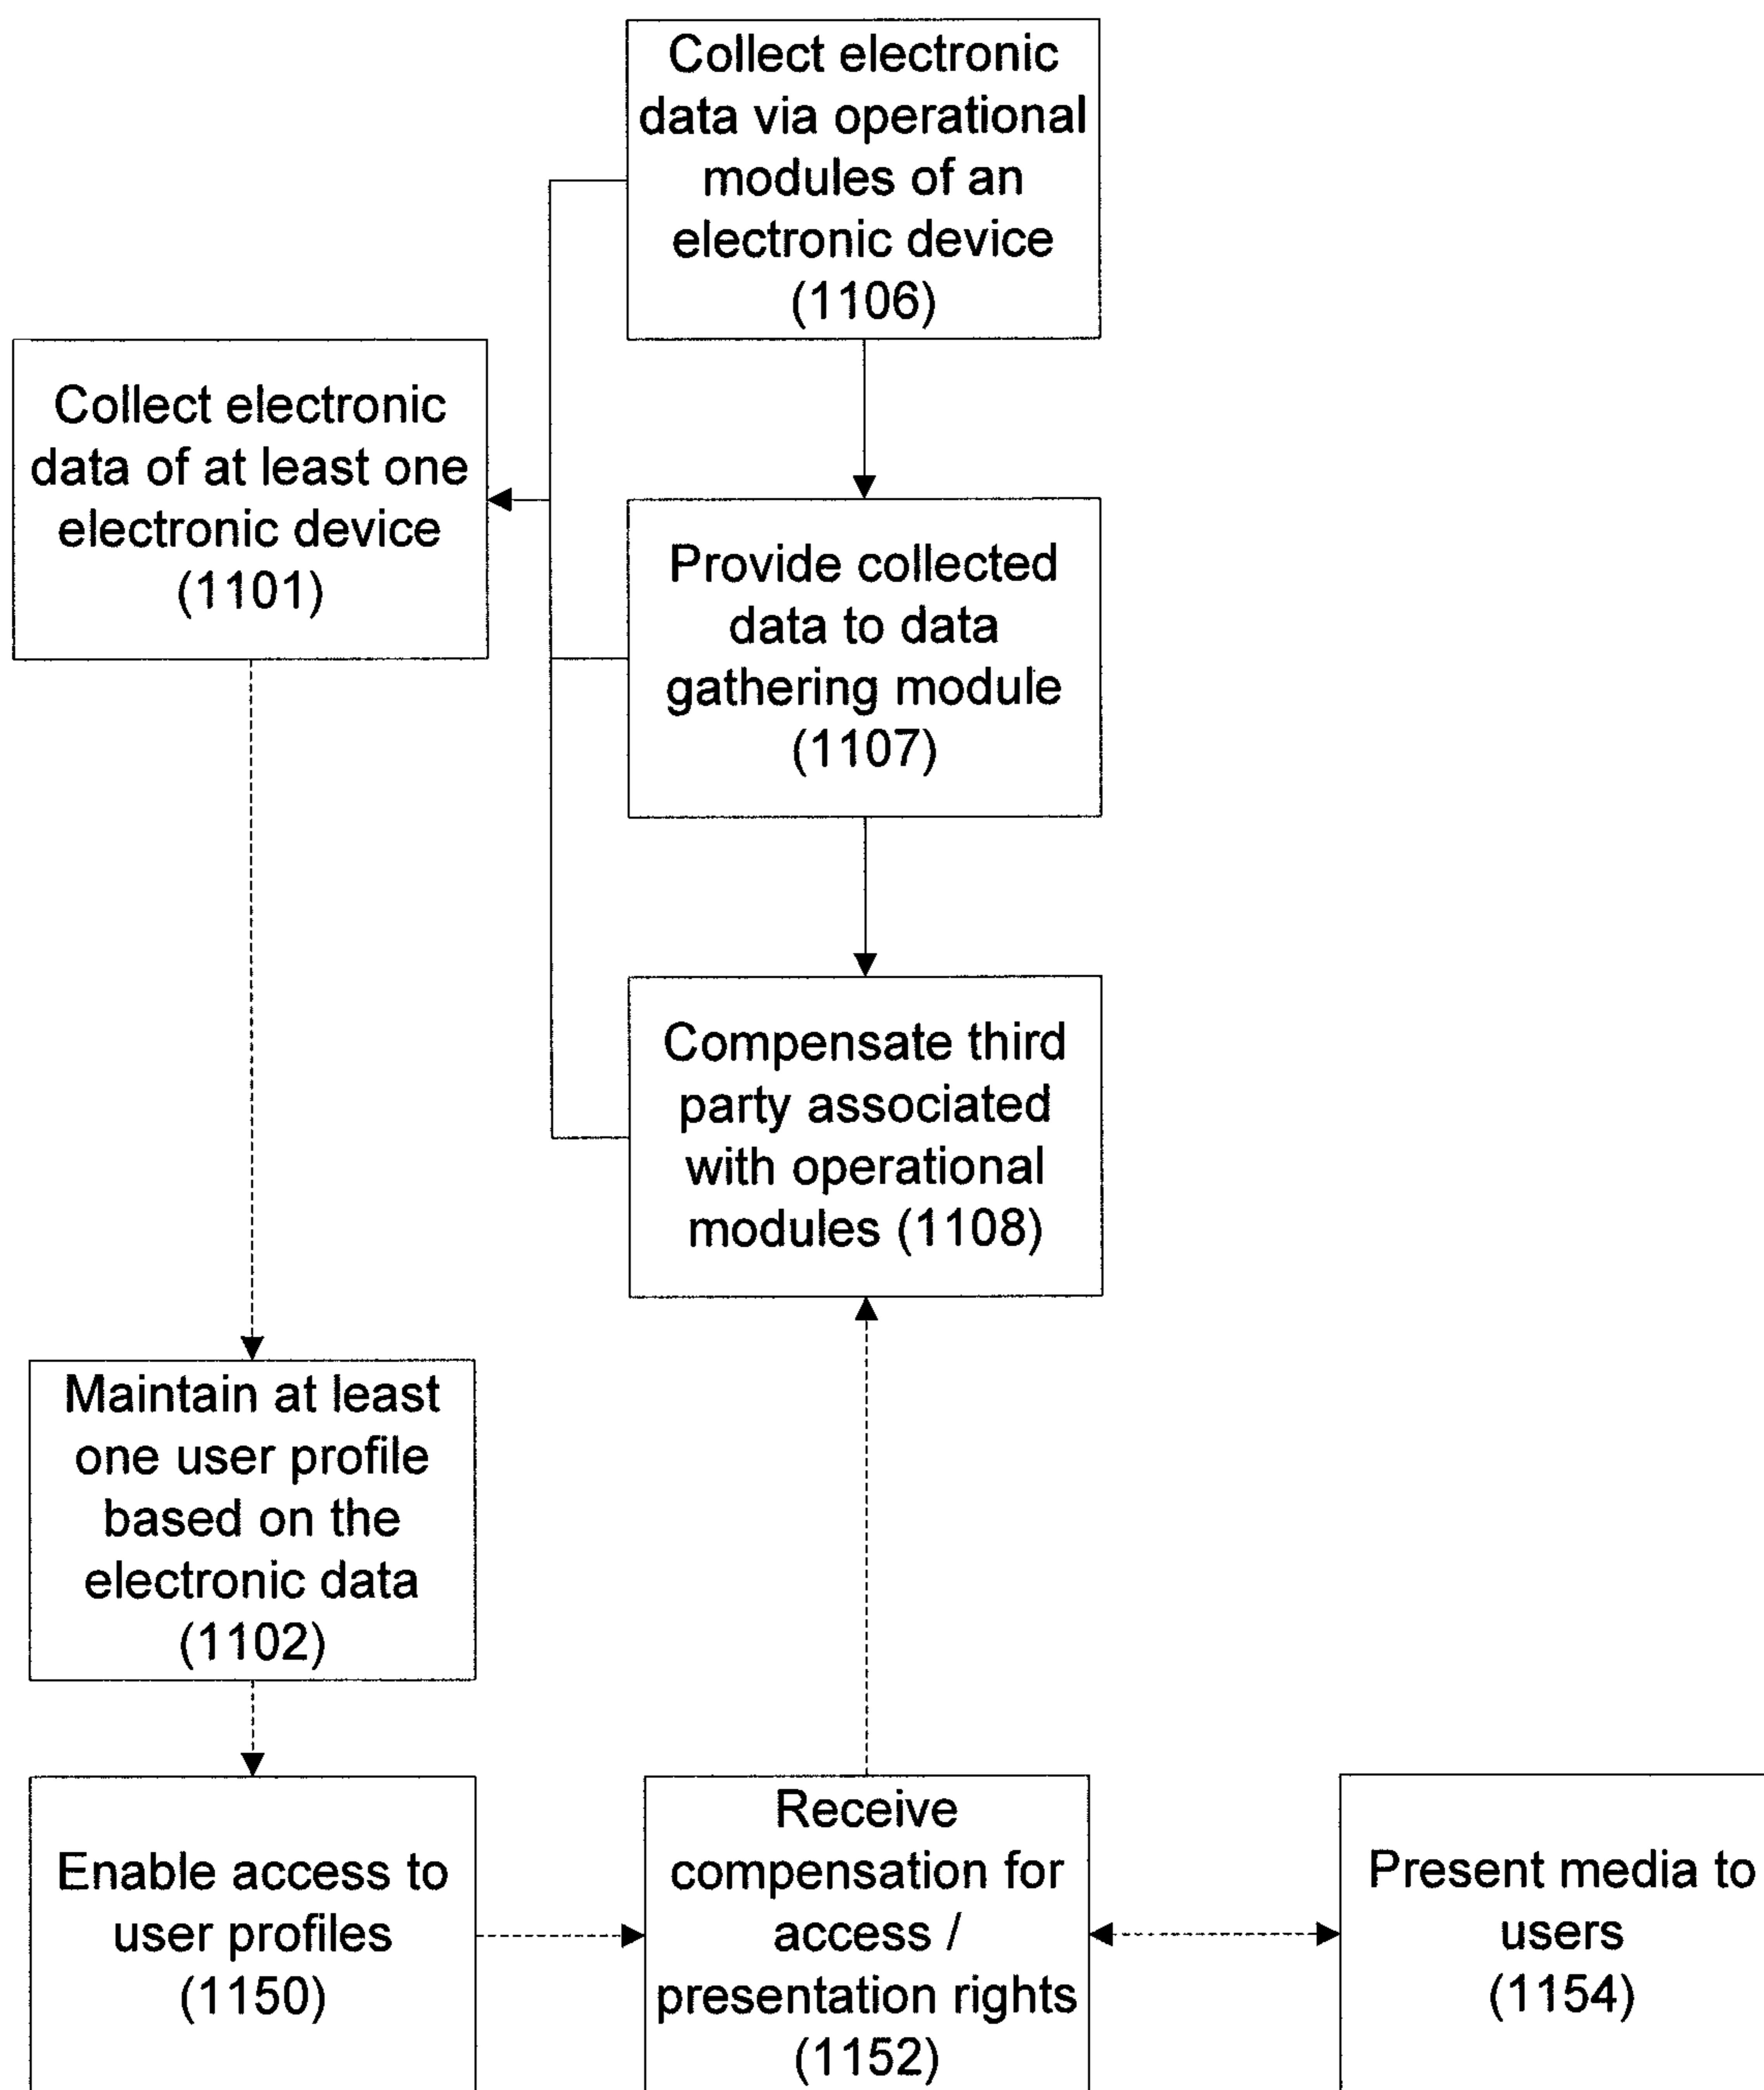 Collect electronic
data via operational
modules of an
electronic device
(1106)
Collect electronic
data of at least one
electronic device
(1101)
Provide collected
data to data
gathering module
(1107)
Compensate third
party associated
with operational
modules (1108)
Maintain at least
one user profile
based on the
electronic data
(1102)
Enable access to
user profiles
(1150)
Receive
compensation for
access /
presentation rights
(1152)
Present media to
users
(1154)